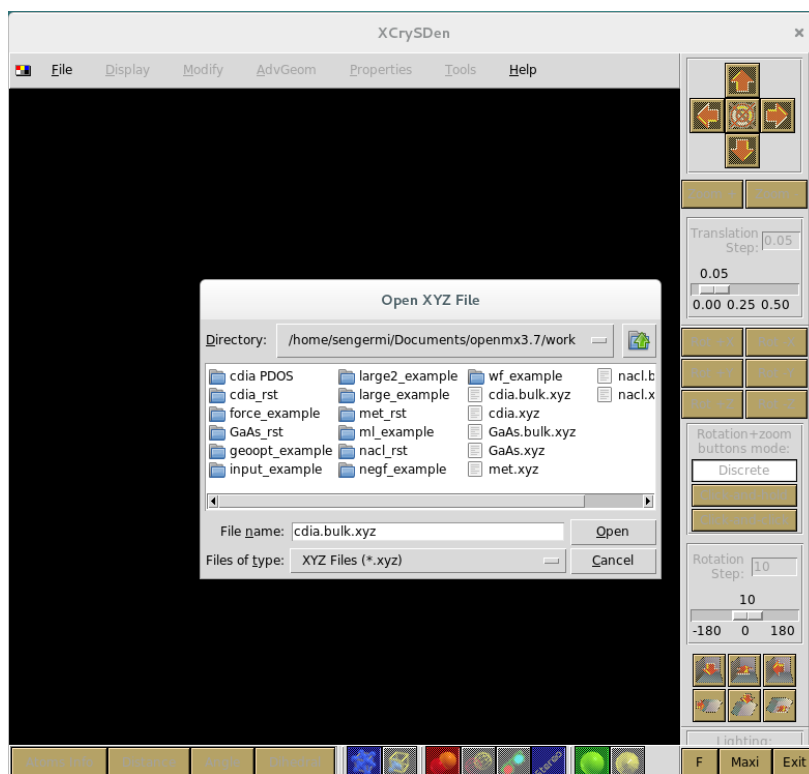 XCrySDen
File Display Modify AdvGeom Properties Tools Help
Translation
Step: 0.05
0.05
0.00 0.25 0.50
Open XYZ File
Directory: /home/sengermi/Documents/openmx3.7/work
cdia PDOS large2_example wf_example nacl.b
cdia_rst large_example cdia.bulk.xyz nacl.x
force_example met_rst cdia.xyz
GaAs_rst ml_example GaAs.bulk.xyz
geoopt_example nacl_rst GaAs.xyz
input_example negf_example met.xyz
File name: cdia.bulk.xyz Open
Files of type: XYZ Files (*.xyz) Cancel
Rotation+zoom
buttons mode:
Discrete
Rotation
Step: 10
10
-180 0 180
Lighting:
Stereo
F Maxi Exit